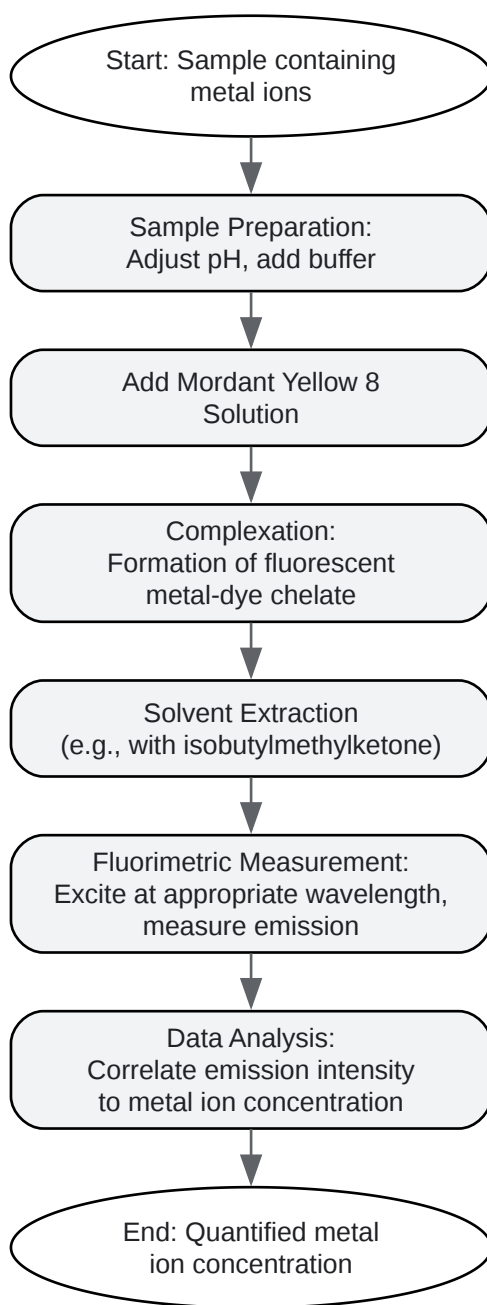 Start: Sample containing
metal ions
Sample Preparation:
Adjust pH, add buffer
Add Mordant Yellow 8
Solution
Complexation:
Formation of fluorescent
metal-dye chelate
Solvent Extraction
(e.g., with isobutylmethylketone)
Fluorimetric Measurement:
Excite at appropriate wavelength,
measure emission
Data Analysis:
Correlate emission intensity
to metal ion concentration
End: Quantified metal
ion concentration